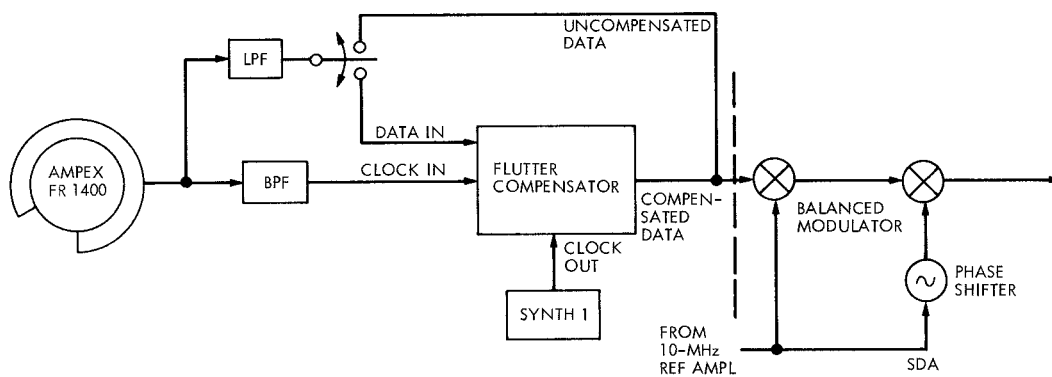 UNCOMPENSATED
DATA
LPF
AMPEX
FR 1400
DATA IN
BPF
CLOCK IN
FLUTTER
COMPENSATOR
COMPEN-
SATED
DATA
BALANCED
MODULATOR
CLOCK
OUT
PHASE
SHIFTER
SYNTH 1
FROM
10-MHz
REF AMPL
SDA